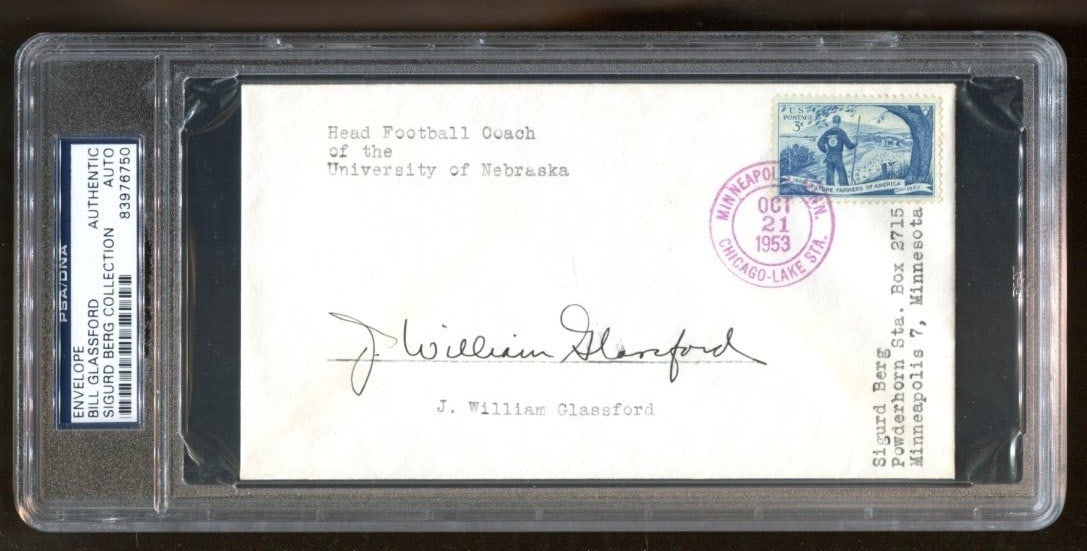 PSA/DNA
ENVELOPE
BILL GLASSFORD AUTHENTIC
SIGURD BERG COLLECTION AUTO
83976750
Head Football Coach
of the
University of Nebraska
U S
POSTAGE
3¢
FUTURE FARMERS OF AMERICA
MINNEAPOLIS, MINN.
OCT
21
1953
CHICAGO-LAKE STA.
J. William Glassford
J. William Glassford
Sigurd Berg
Powderhorn Sta. Box 2715
Minneapolis 7, Minnesota